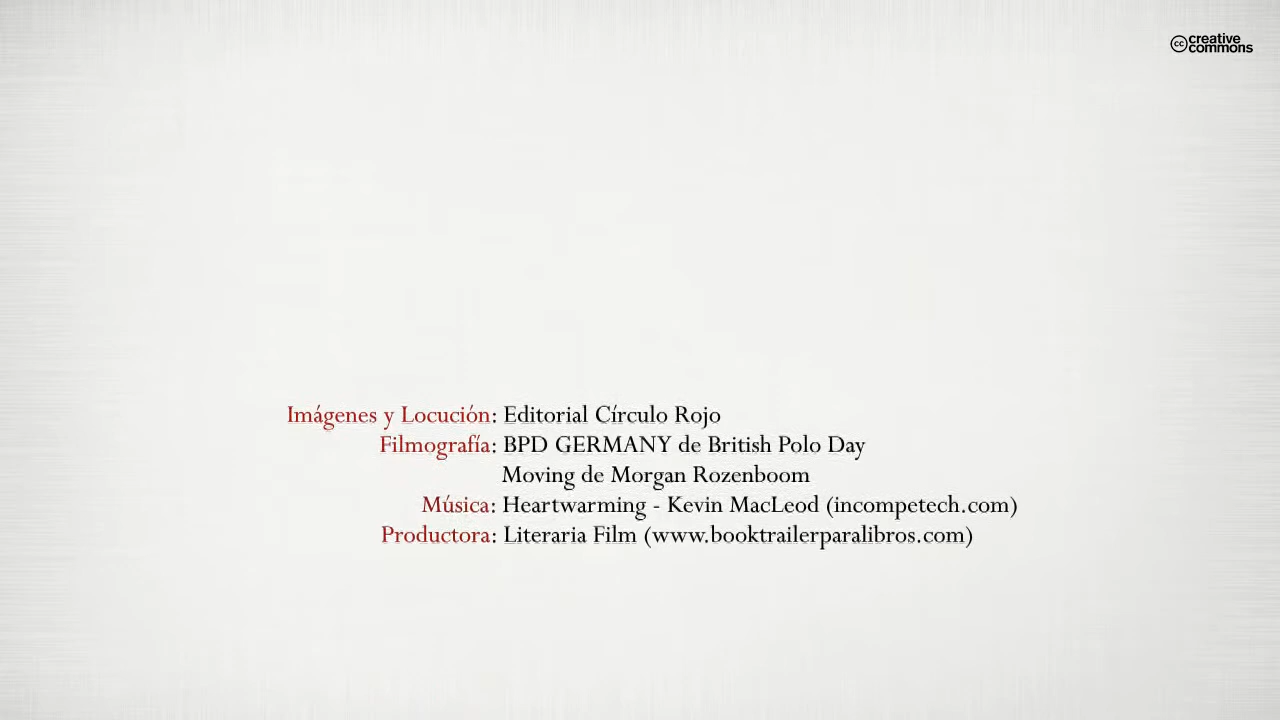 cc creative
commons
Imágenes y Locución: Editorial Círculo Rojo
Filmografía: BPD GERMANY de British Polo Day
Moving de Morgan Rozenboom
Música: Heartwarming - Kevin MacLeod (incompetech.com)
Productora: Literaria Film (www.booktrailerparalibros.com)